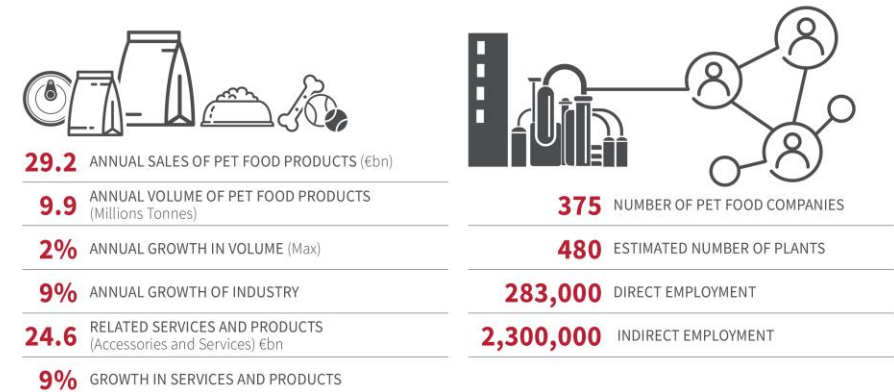 29.2 ANNUAL SALES OF PET FOOD PRODUCTS (€bn)
9.9 ANNUAL VOLUME OF PET FOOD PRODUCTS
(Millions Tonnes)
2% ANNUAL GROWTH IN VOLUME (Max)
9% ANNUAL GROWTH OF INDUSTRY
24.6 RELATED SERVICES AND PRODUCTS
(Accessories and Services) €bn
9% GROWTH IN SERVICES AND PRODUCTS
375 NUMBER OF PET FOOD COMPANIES
480 ESTIMATED NUMBER OF PLANTS
283,000 DIRECT EMPLOYMENT
2,300,000 INDIRECT EMPLOYMENT